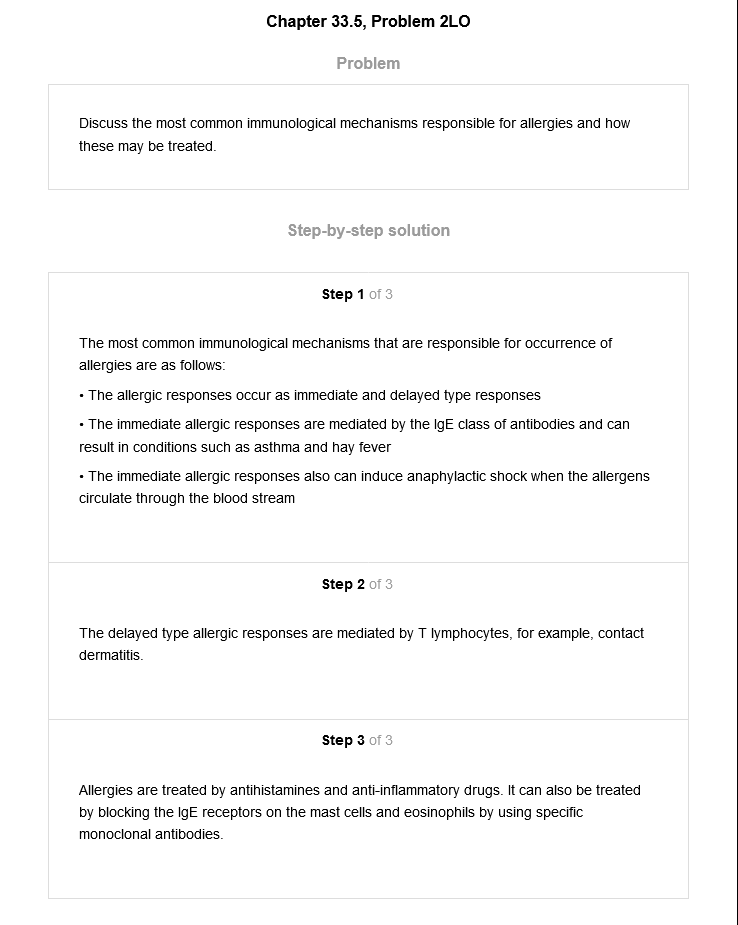 Chapter 33.5, Problem 2LO
Problem
Discuss the most common immunological mechanisms responsible for allergies and how
these may be treated.
Step-by-step solution
Step 1 of 3
The most common immunological mechanisms that are responsible for occurrence of
allergies are as follows:
• The allergic responses occur as immediate and delayed type responses
• The immediate allergic responses are mediated by the IgE class of antibodies and can
result in conditions such as asthma and hay fever
• The immediate allergic responses also can induce anaphylactic shock when the allergens
circulate through the blood stream
Step 2 of 3
The delayed type allergic responses are mediated by T lymphocytes, for example, contact
dermatitis.
Step 3 of 3
Allergies are treated by antihistamines and anti-inflammatory drugs. It can also be treated
by blocking the IgE receptors on the mast cells and eosinophils by using specific
monoclonal antibodies.